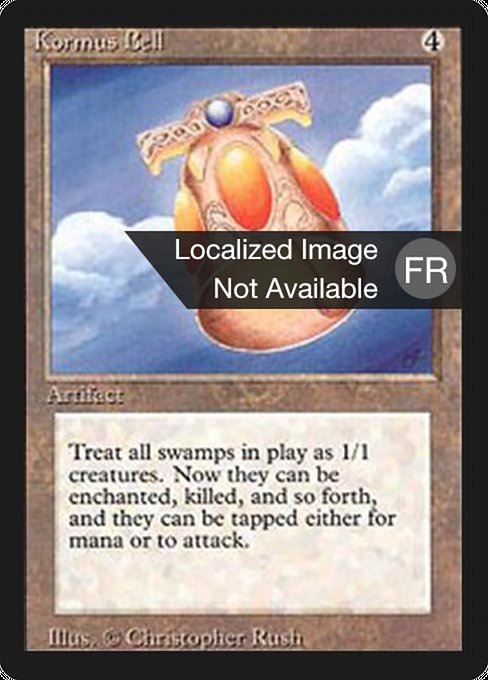 Kormus Bell 4
Localized Image
Not Available
FR
Artifact
Treat all swamps in play as 1/1
creatures. Now they can be
enchanted, killed, and so forth,
and they can be tapped either for
mana or to attack.
Illus. © Christopher Rush